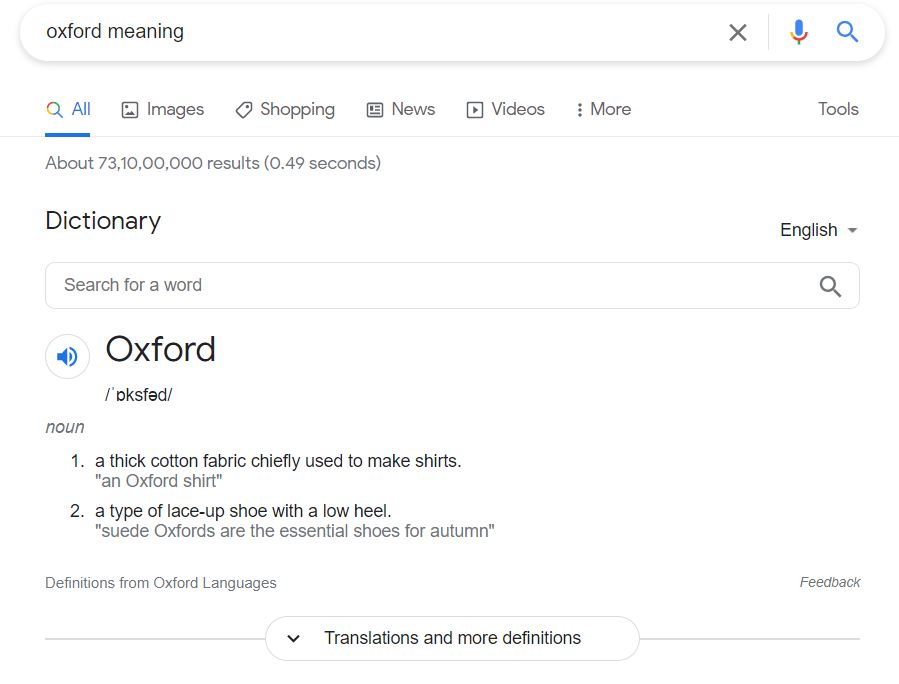 oxford meaning
All Images Shopping News Videos More Tools
About 73,10,00,000 results (0.49 seconds)
Dictionary
English
Search for a word
Oxford
/ˈɒksfəd/
noun
1. a thick cotton fabric chiefly used to make shirts.
"an Oxford shirt"
2. a type of lace-up shoe with a low heel.
"suede Oxfords are the essential shoes for autumn"
Definitions from Oxford Languages Feedback
Translations and more definitions